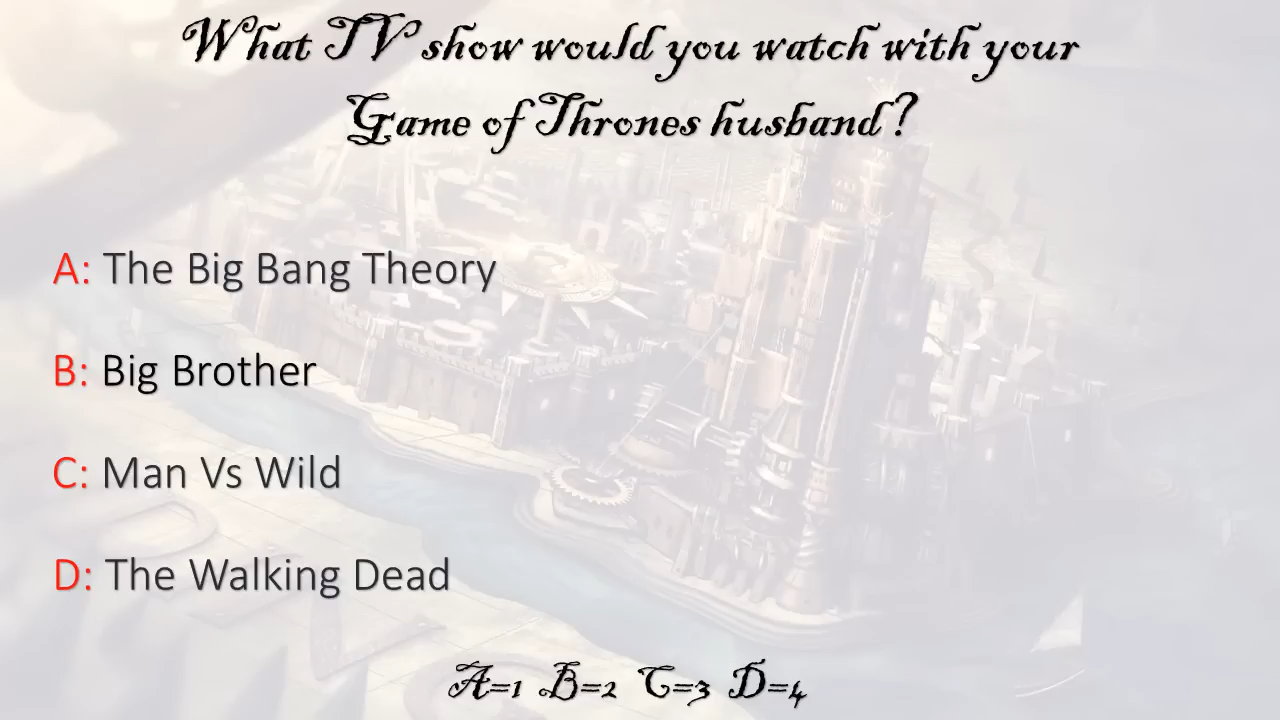 What TV show would you watch with your
Game of Thrones husband?
A: The Big Bang Theory
B: Big Brother
C: Man Vs Wild
D: The Walking Dead
A=1 B=2 C=3 D=4